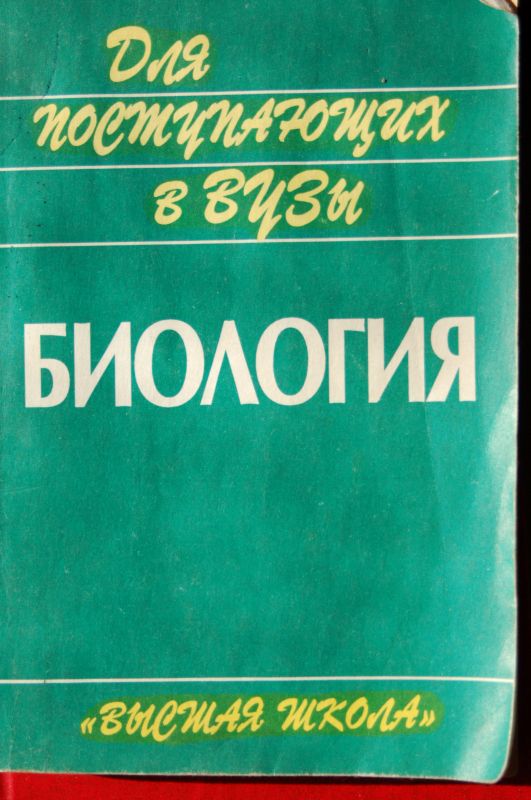 Для
поступающих
в ВУЗы
БИОЛОГИЯ
«Высшая школа»